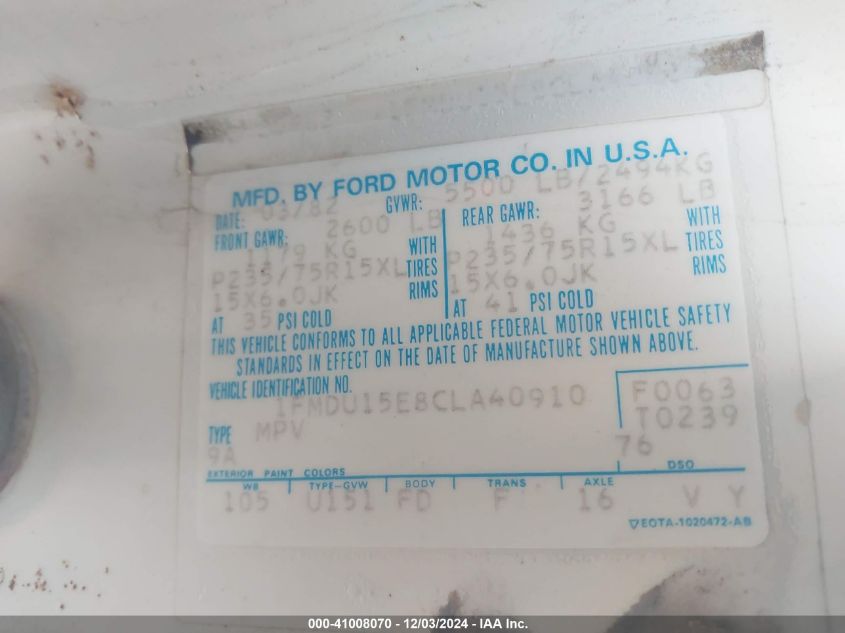 MFD. BY FORD MOTOR CO. IN U.S.A.
DATE: 03/82 GVWR: 5500 LB/2494KG
FRONT GAWR: 2600 LB REAR GAWR: 3166 LB
1179 KG WITH 1436 KG WITH
P235/75R15XL TIRES P235/75R15XL TIRES
15X6.0JK RIMS 15X6.0JK RIMS
AT 35 PSI COLD AT 41 PSI COLD
THIS VEHICLE CONFORMS TO ALL APPLICABLE FEDERAL MOTOR VEHICLE SAFETY
STANDARDS IN EFFECT ON THE DATE OF MANUFACTURE SHOWN ABOVE.
VEHICLE IDENTIFICATION NO.
1FMDU15E8CLA40910 F0063
TYPE MPV T0239
9A 76
EXTERIOR PAINT COLORS DSO
WB TYPE-GVW BODY TRANS AXLE
105 U151 FD F 16 V Y
EOTA-1020472-AB
000-41008070 | 12/03/2024 - IAA Inc.